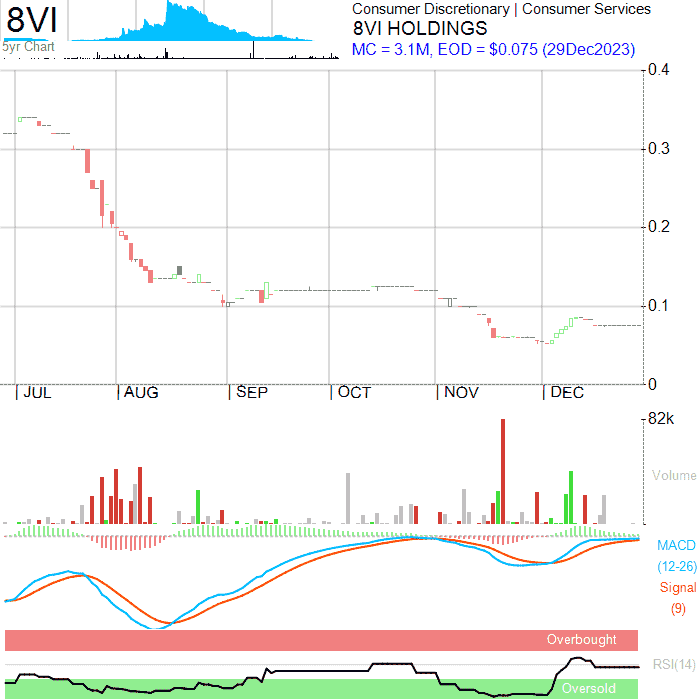 8VI
5yr Chart
Consumer Discretionary | Consumer Services
8VI HOLDINGS
MC = 3.1M, EOD = $0.075 (29Dec2023)
0.4
0.3
0.2
0.1
0
JUL AUG SEP OCT NOV DEC
82k
Volume
MACD
(12-26)
Signal
(9)
Overbought
RSI(14)
Oversold